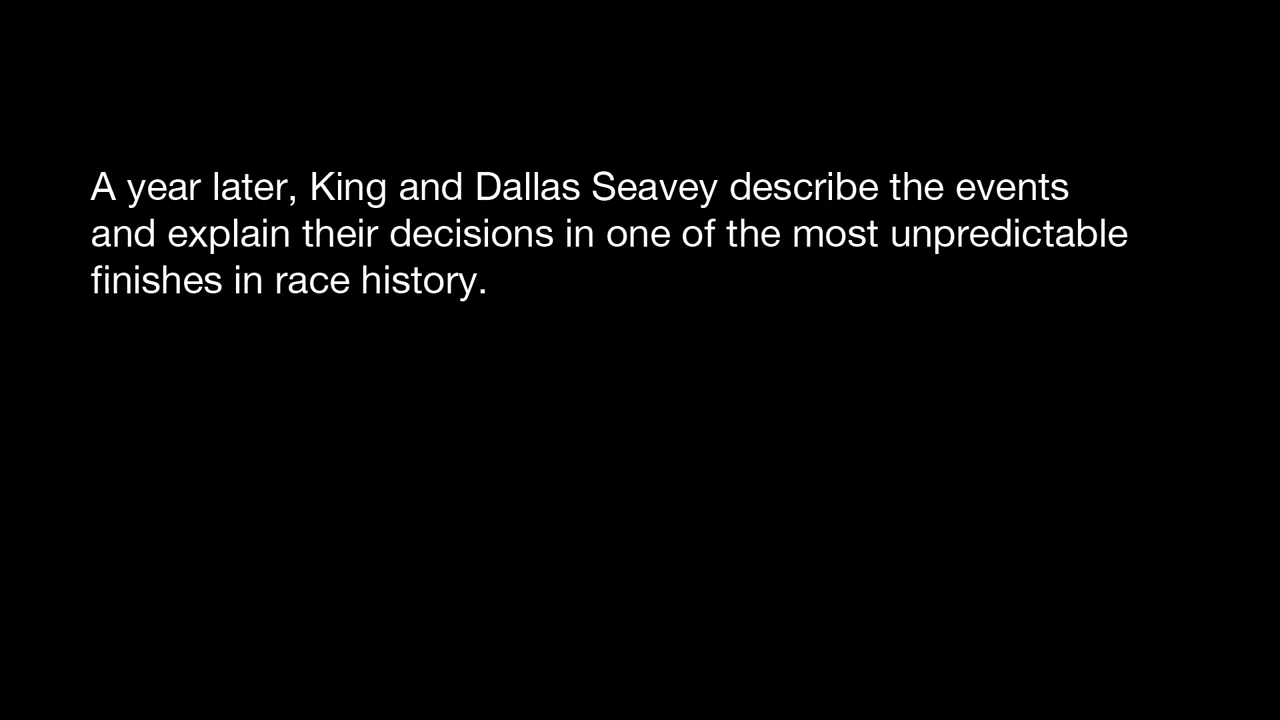 A year later, King and Dallas Seavey describe the events
and explain their decisions in one of the most unpredictable
finishes in race history.